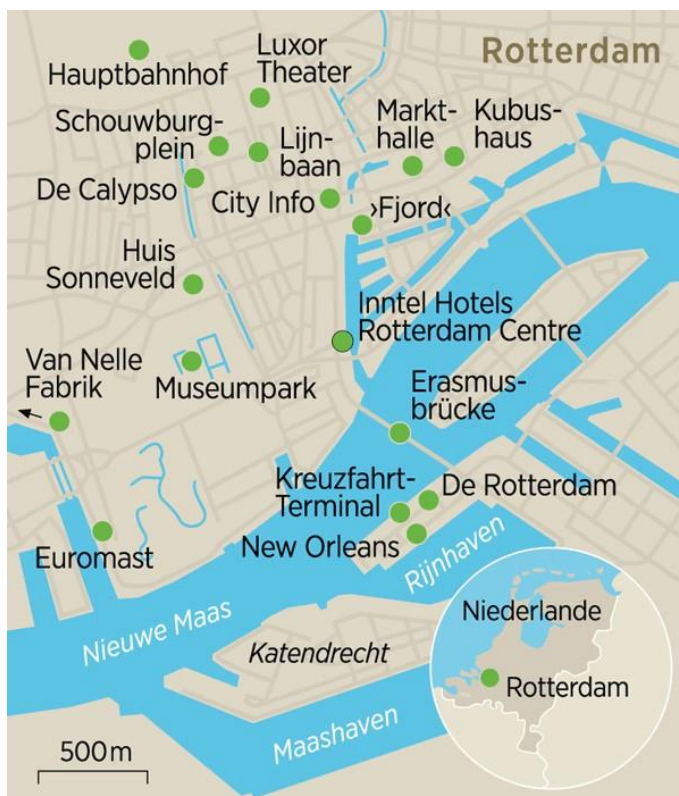 Rotterdam
Luxor
Theater
Hauptbahnhof
Schouwburg-
plein
Lijn-
baan
Markt-
halle
Kubus-
haus
De Calypso
City Info
›Fjord‹
Huis
Sonneveld
Inntel Hotels
Rotterdam Centre
Van Nelle
Fabrik
Museumpark
Erasmus-
brücke
Kreuzfahrt-
Terminal
De Rotterdam
New Orleans
Euromast
Rijnhaven
Nieuwe Maas
Katendrecht
Maashaven
Niederlande
Rotterdam
500 m